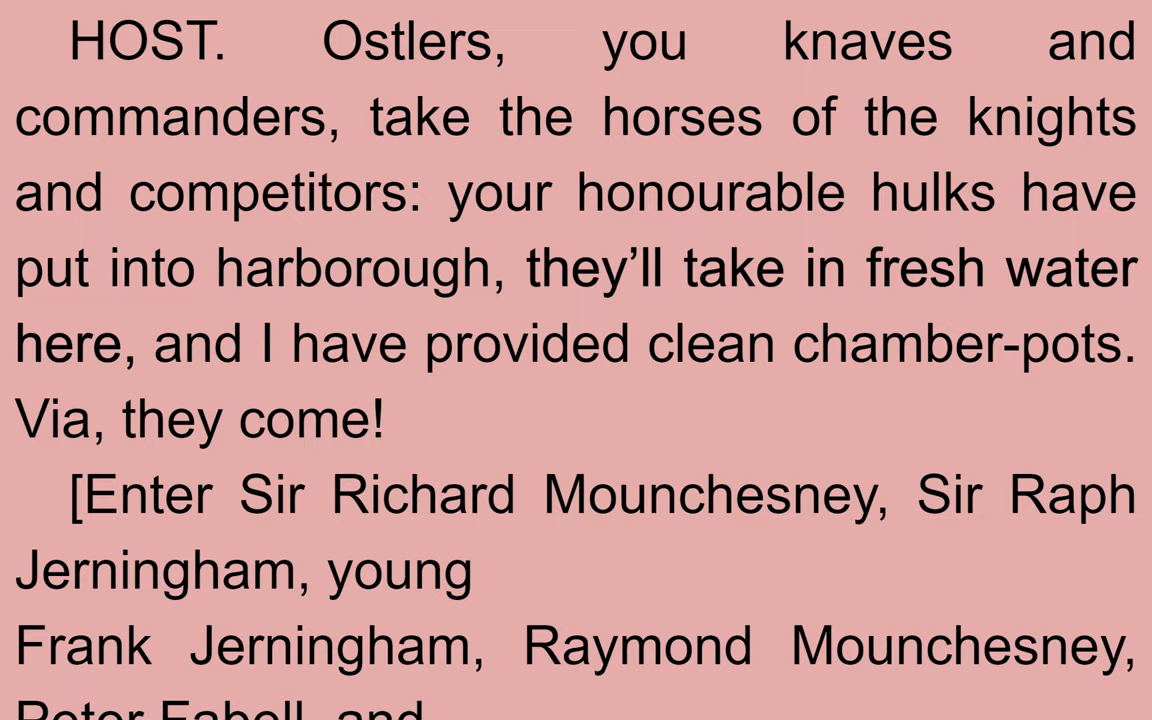 HOST. Ostlers, you knaves and
commanders, take the horses of the knights
and competitors: your honourable hulks have
put into harborough, they’ll take in fresh water
here, and I have provided clean chamber-pots.
Via, they come!
[Enter Sir Richard Mounchesney, Sir Raph
Jerningham, young
Frank Jerningham, Raymond Mounchesney,
Peter Fabell, and